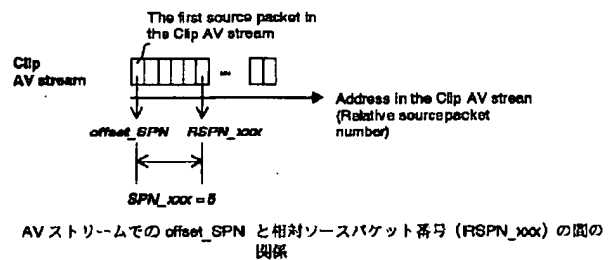 The first source packet in
the Clip AV stream
Clip
AV stream
...
Address in the Clip AV stream
(Relative source packet
number)
offset_SPN RSPN_xxx
SPN_xxx = 5
AV ストリームでの offset_SPN と相対ソースパケット番号 (RSPN_xxx) の間の
関係